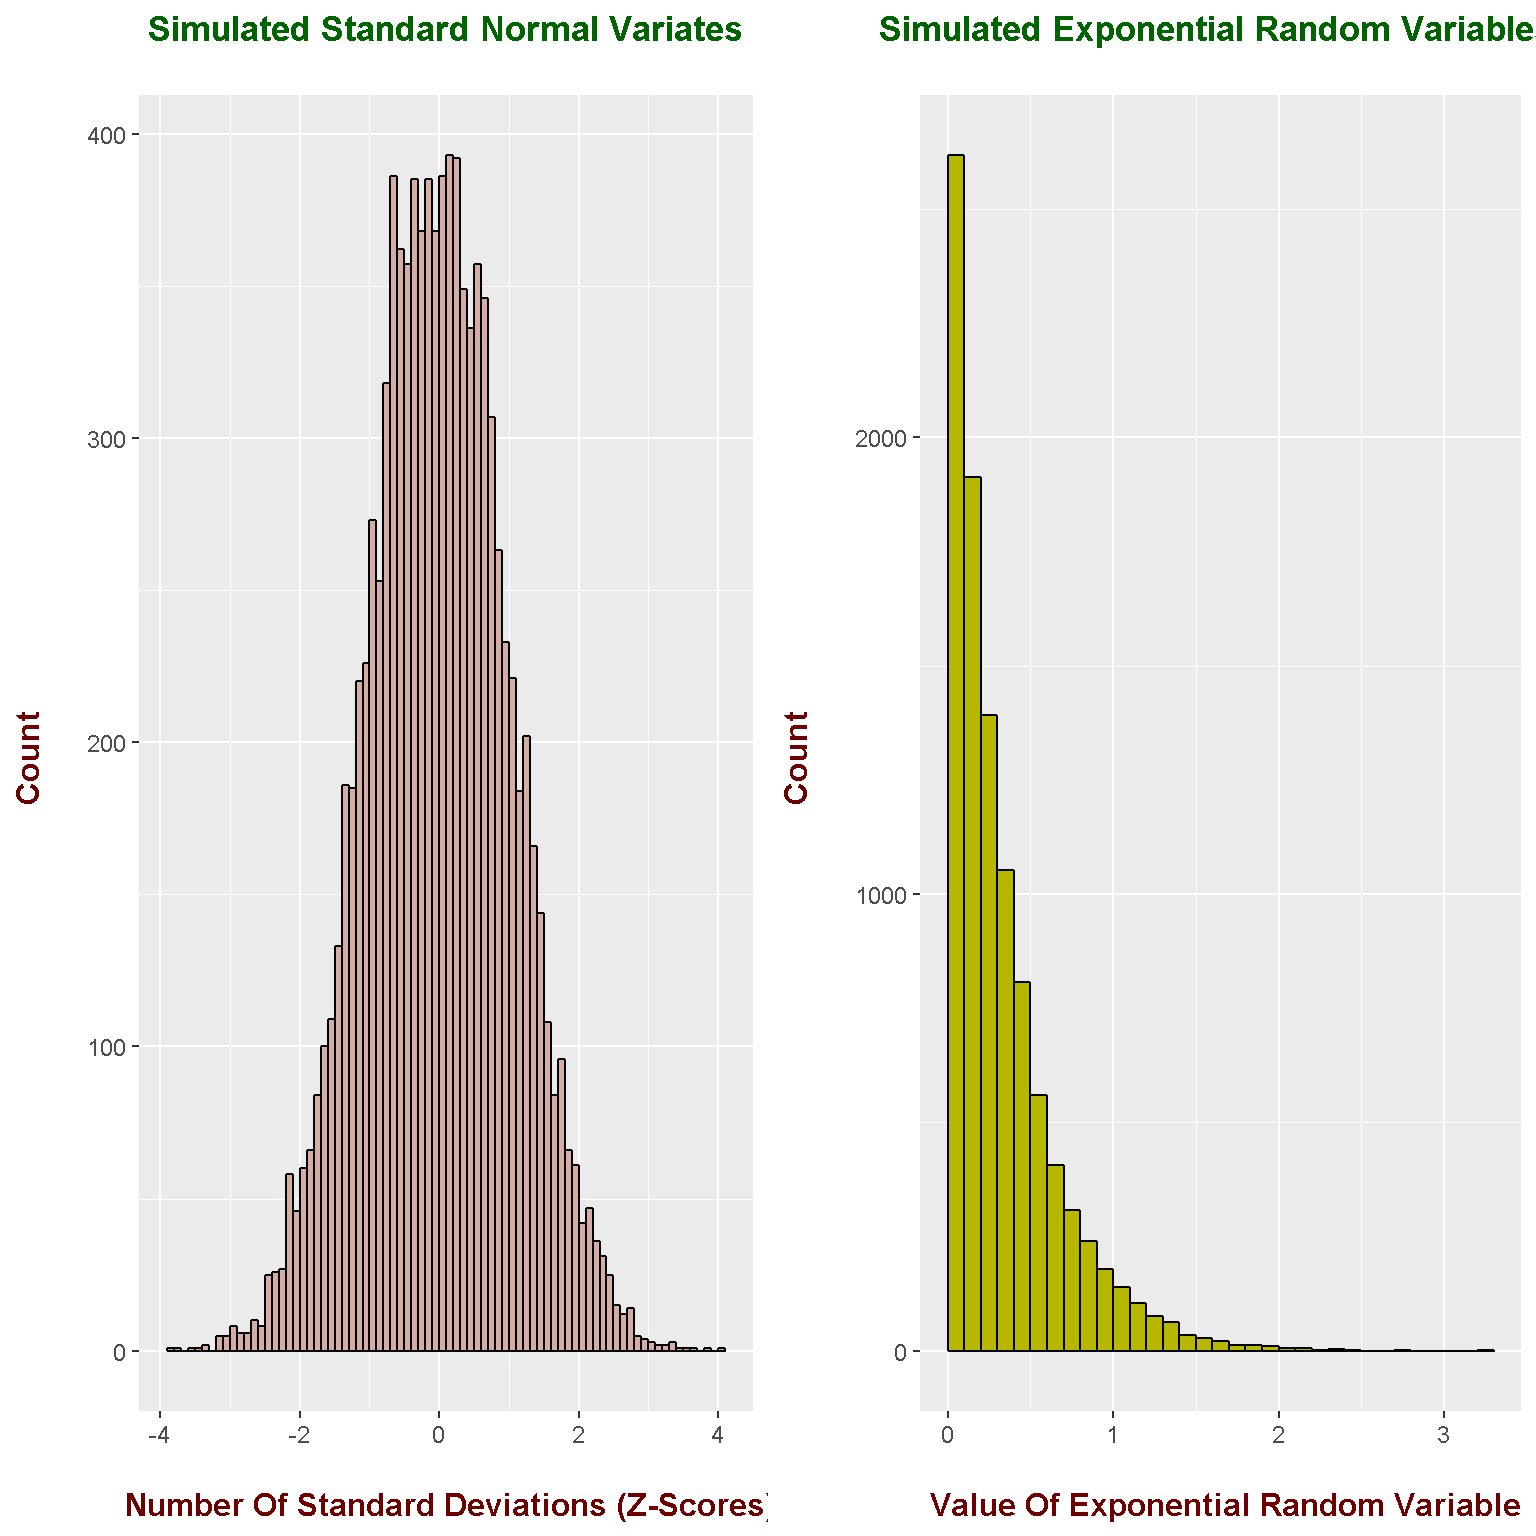 Simulated Standard Normal Variates
Count
400
300
200
100
0
-4 -2 0 2 4
Number Of Standard Deviations (Z-Scores)
Simulated Exponential Random Variable
Count
2000
1000
0
0 1 2 3
Value Of Exponential Random Variable